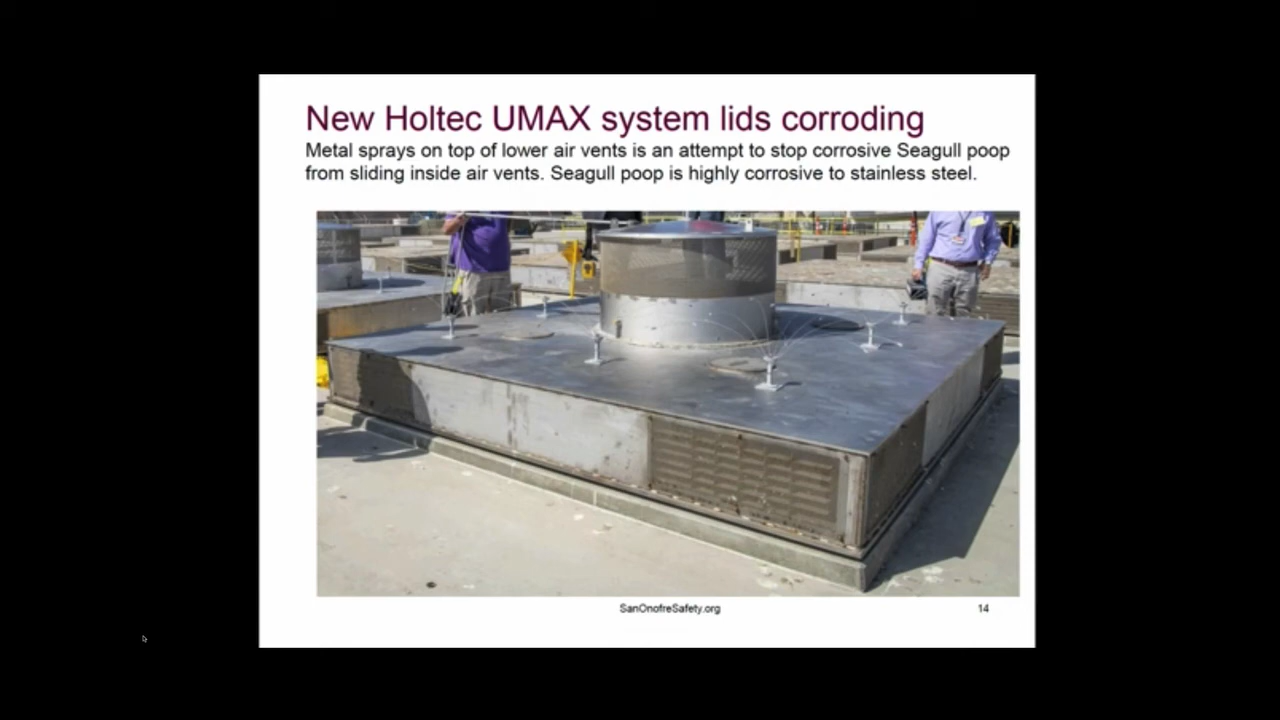 New Holtec UMAX system lids corroding
Metal sprays on top of lower air vents is an attempt to stop corrosive Seagull poop
from sliding inside air vents. Seagull poop is highly corrosive to stainless steel.
SanOnofreSafety.org
14